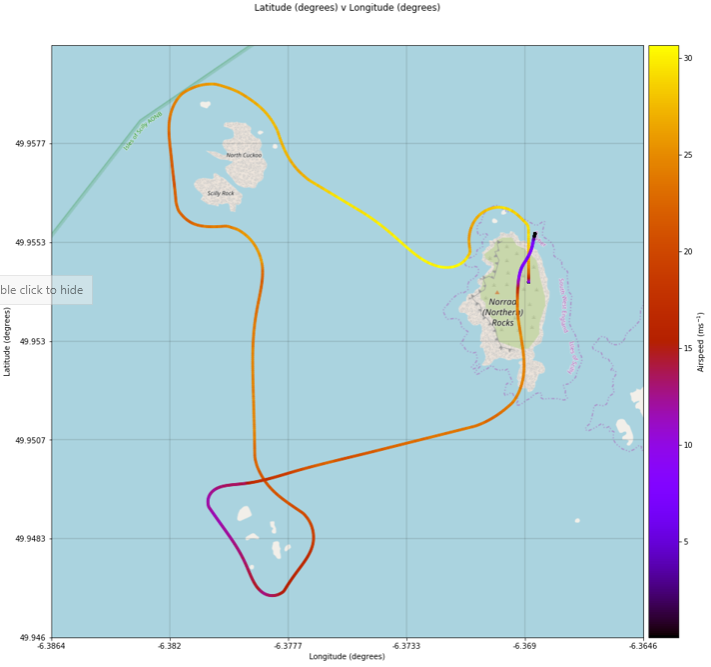 Latitude (degrees) v Longitude (degrees)
30
Isles of Scilly AONB
49.9577
North Cuckoo
25
Scilly Rock
49.9553
20
ble click to hide
Norrad
(Northern)
Rocks
Latitude (degrees)
49.953
Airspeed (ms⁻¹)
15
49.9507
10
49.9483
5
49.946
-6.3864
-6.382
-6.3777
-6.3733
-6.369
-6.3646
Longitude (degrees)